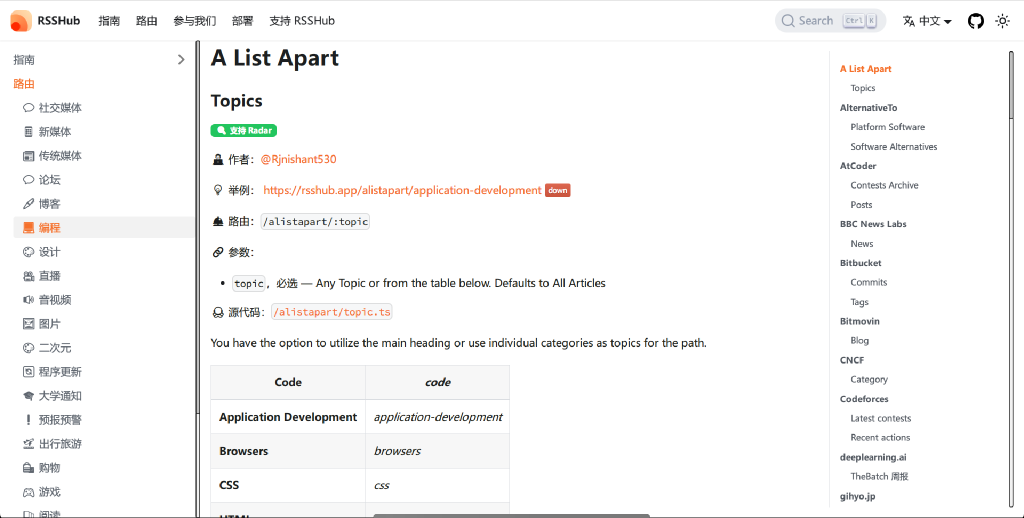 RSSHub 指南 路由 参与我们 部署 支持 RSSHub Search Ctrl K 中文
指南
路由
社交媒体
新媒体
传统媒体
论坛
博客
编程
设计
直播
音视频
图片
二次元
程序更新
大学通知
预报预警
出行旅游
购物
游戏
阅读
A List Apart
Topics
支持 Radar
作者： @Rjnishant530
举例： https://rsshub.app/alistapart/application-development down
路由： /alistapart/:topic
参数：
topic， 必选 — Any Topic or from the table below. Defaults to All Articles
源代码： /alistapart/topic.ts
You have the option to utilize the main heading or use individual categories as topics for the path.
Code code
Application Development application-development
Browsers browsers
CSS css
HTML
A List Apart
Topics
AlternativeTo
Platform Software
Software Alternatives
AtCoder
Contests Archive
Posts
BBC News Labs
News
Bitbucket
Commits
Tags
Bitmovin
Blog
CNCF
Category
Codeforces
Latest contests
Recent actions
deeplearning.ai
TheBatch 周报
gihyo.jp